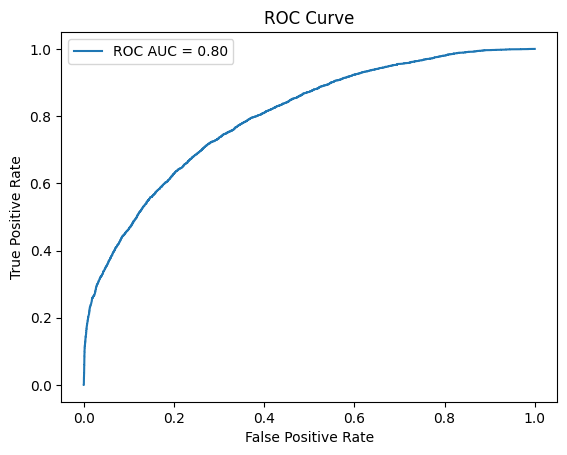 ROC Curve
ROC AUC = 0.80
True Positive Rate
1.0
0.8
0.6
0.4
0.2
0.0
0.0 0.2 0.4 0.6 0.8 1.0
False Positive Rate